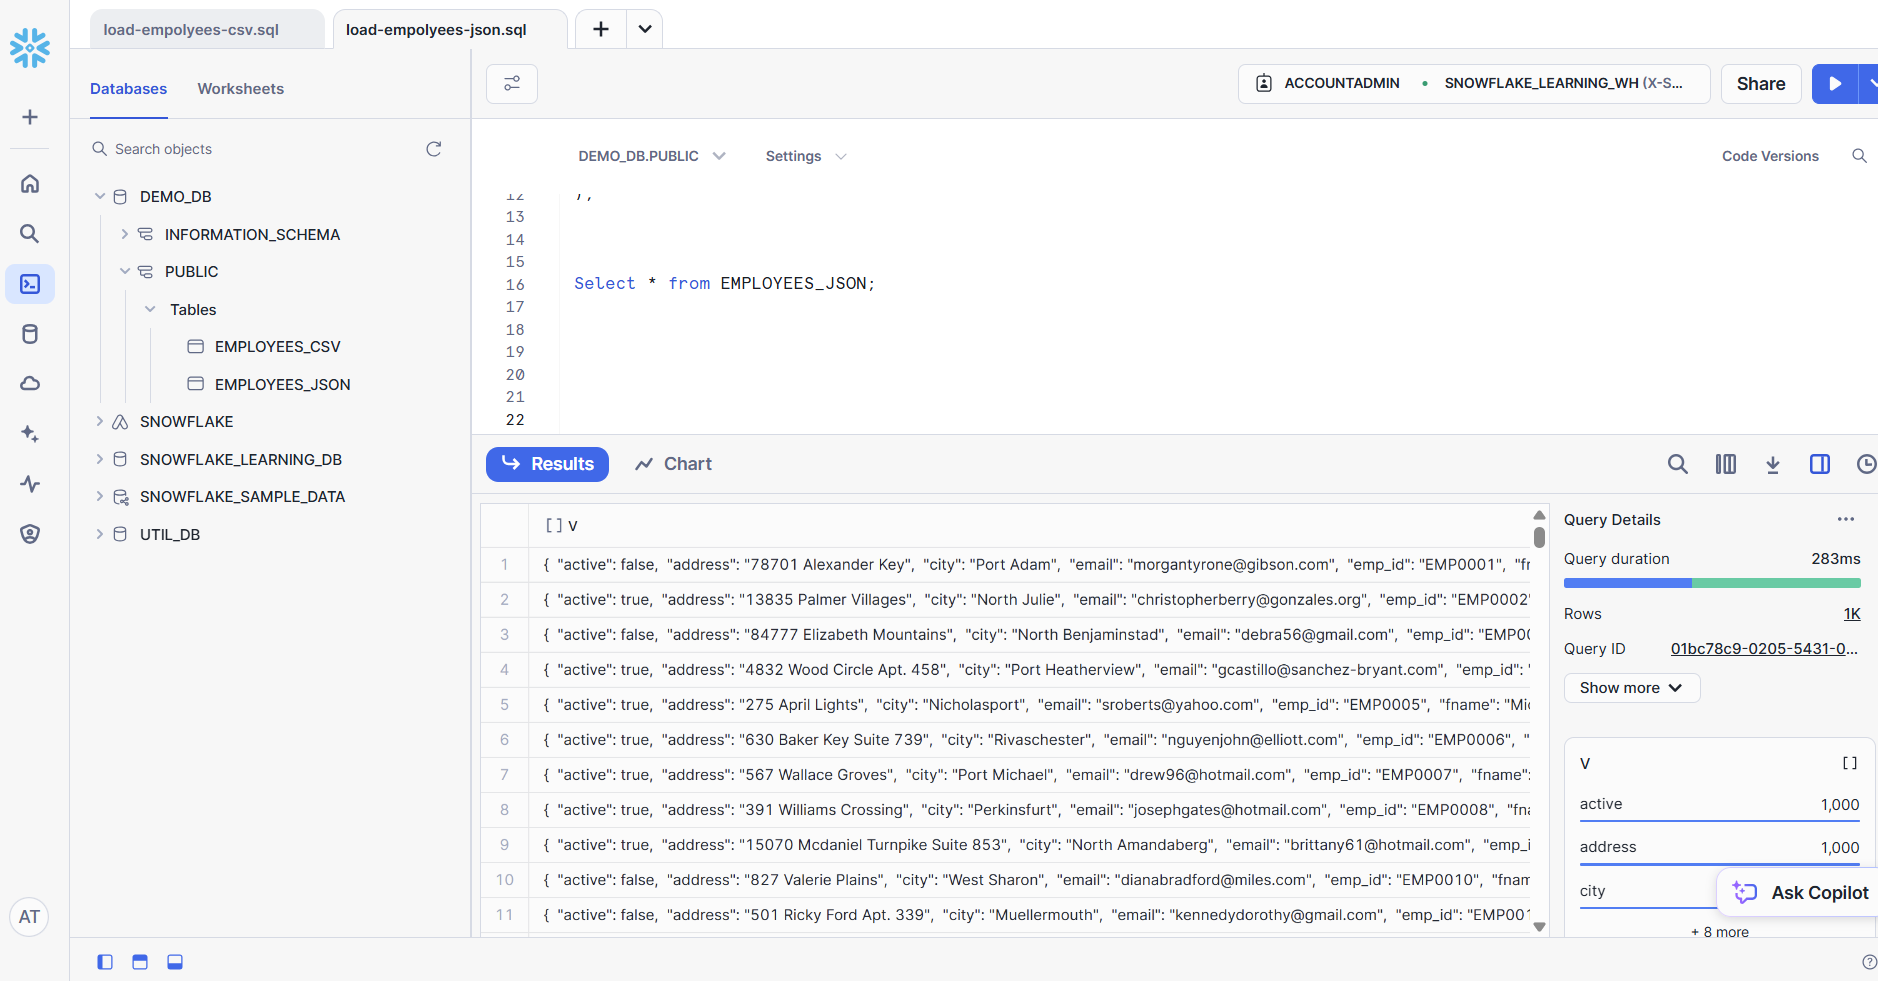 load-empolyees-csv.sql
load-empolyees-json.sql
Databases
Worksheets
Search objects
DEMO_DB
INFORMATION_SCHEMA
PUBLIC
Tables
EMPLOYEES_CSV
EMPLOYEES_JSON
SNOWFLAKE
SNOWFLAKE_LEARNING_DB
SNOWFLAKE_SAMPLE_DATA
UTIL_DB
AT
ACCOUNTADMIN • SNOWFLAKE_LEARNING_WH (X-S...
Share
DEMO_DB.PUBLIC
Settings
Code Versions
12 );
13
14
15
16 Select * from EMPLOYEES_JSON;
17
18
19
20
21
22
Results
Chart
[] V
1 { "active": false, "address": "78701 Alexander Key", "city": "Port Adam", "email": "morgantyrone@gibson.com", "emp_id": "EMP0001", "fr
2 { "active": true, "address": "13835 Palmer Villages", "city": "North Julie", "email": "christopherberry@gonzales.org", "emp_id": "EMP0002"
3 { "active": false, "address": "84777 Elizabeth Mountains", "city": "North Benjaminstad", "email": "debra56@gmail.com", "emp_id": "EMP00
4 { "active": true, "address": "4832 Wood Circle Apt. 458", "city": "Port Heatherview", "email": "gcastillo@sanchez-bryant.com", "emp_id": "
5 { "active": true, "address": "275 April Lights", "city": "Nicholasport", "email": "sroberts@yahoo.com", "emp_id": "EMP0005", "fname": "Mic
6 { "active": true, "address": "630 Baker Key Suite 739", "city": "Rivaschester", "email": "nguyenjohn@elliott.com", "emp_id": "EMP0006", "
7 { "active": true, "address": "567 Wallace Groves", "city": "Port Michael", "email": "drew96@hotmail.com", "emp_id": "EMP0007", "fname":
8 { "active": true, "address": "391 Williams Crossing", "city": "Perkinsfurt", "email": "josephgates@hotmail.com", "emp_id": "EMP0008", "fna
9 { "active": true, "address": "15070 Mcdaniel Turnpike Suite 853", "city": "North Amandaberg", "email": "brittany61@hotmail.com", "emp_i
10 { "active": false, "address": "827 Valerie Plains", "city": "West Sharon", "email": "dianabradford@miles.com", "emp_id": "EMP0010", "fnam
11 { "active": false, "address": "501 Ricky Ford Apt. 339", "city": "Muellermouth", "email": "kennedydorothy@gmail.com", "emp_id": "EMP001
Query Details ...
Query duration 283ms
Rows 1K
Query ID 01bc78c9-0205-5431-0...
Show more
V []
active 1,000
address 1,000
city
+ 8 more
Ask Copilot